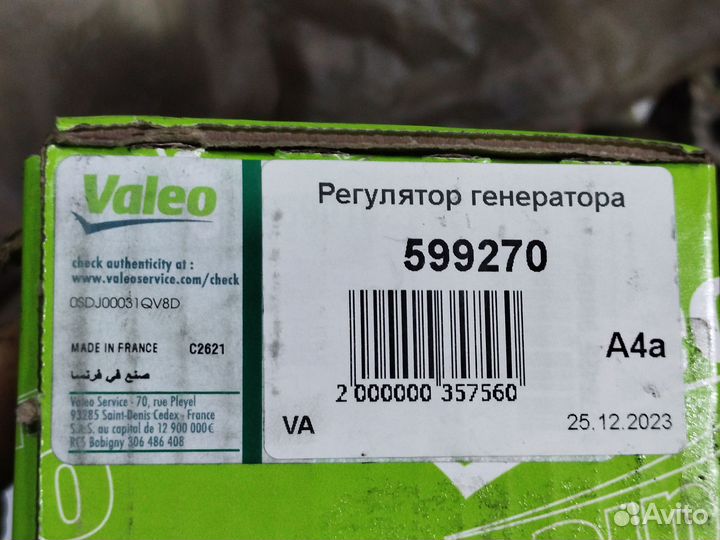 Valeo
check authenticity at :
www.valeoservice.com/check
0SDJ00031QV8D
MADE IN FRANCE C2621
صنع في فرنسا
Valeo Service - 70, rue Pleyel
93285 Saint-Denis Cedex - France
S.A.S. au capital de 12 900 000€
RCS Bobigny 306 486 408
Регулятор генератора
599270
2 000000 357560
A4a
VA
25.12.2023
Avito